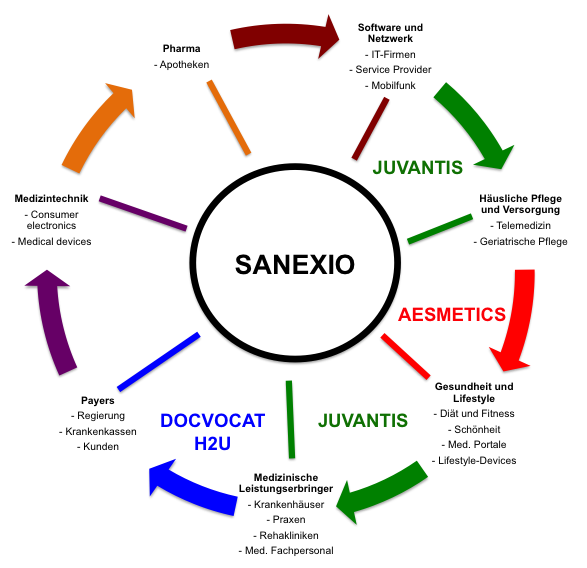 Software und
Netzwerk
- IT-Firmen
- Service Provider
- Mobilfunk
Pharma
- Apotheken
JUVANTIS
Häusliche Pflege
und Versorgung
- Telemedizin
- Geriatrische Pflege
Medizintechnik
- Consumer
electronics
- Medical devices
SANEXIO
AESMETICS
Gesundheit und
Lifestyle
- Diät und Fitness
- Schönheit
- Med. Portale
- Lifestyle-Devices
Payers
- Regierung
- Krankenkassen
- Kunden
DOCVOCAT
H2U
JUVANTIS
Medizinische
Leistungserbringer
- Krankenhäuser
- Praxen
- Rehakliniken
- Med. Fachpersonal